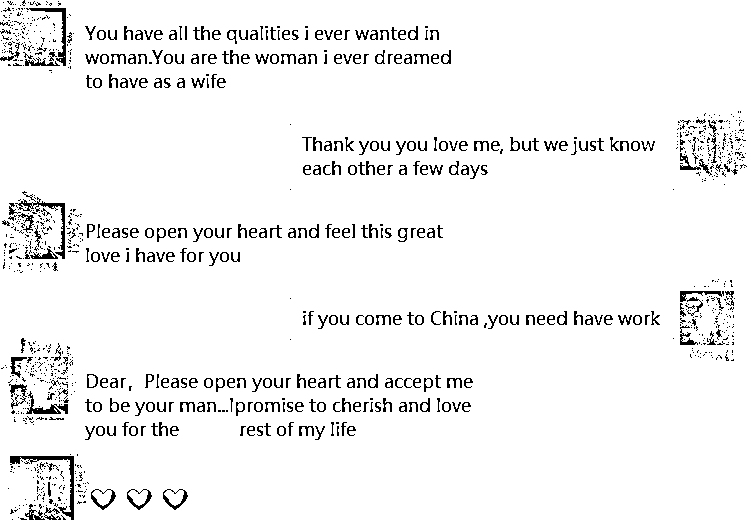 You have all the qualities i ever wanted in
woman.You are the woman i ever dreamed
to have as a wife
Thank you you love me, but we just know
each other a few days
Please open your heart and feel this great
love i have for you
if you come to China ,you need have work
Dear，Please open your heart and accept me
to be your man...Ipromise to cherish and love
you for the rest of my life